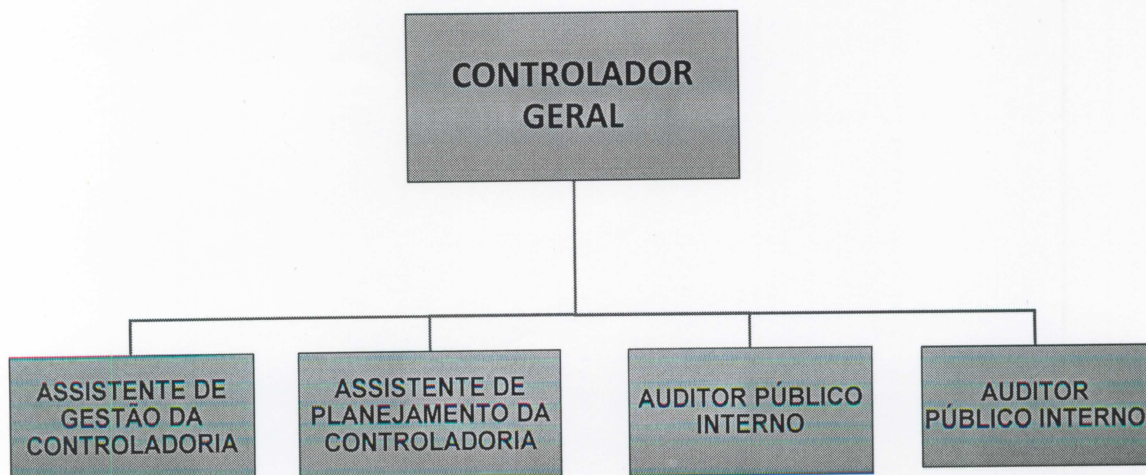 CONTROLADOR
GERAL
ASSISTENTE DE
GESTÃO DA
CONTROLADORIA
ASSISTENTE DE
PLANEJAMENTO DA
CONTROLADORIA
AUDITOR PÚBLICO
INTERNO
AUDITOR
PÚBLICO INTERNO